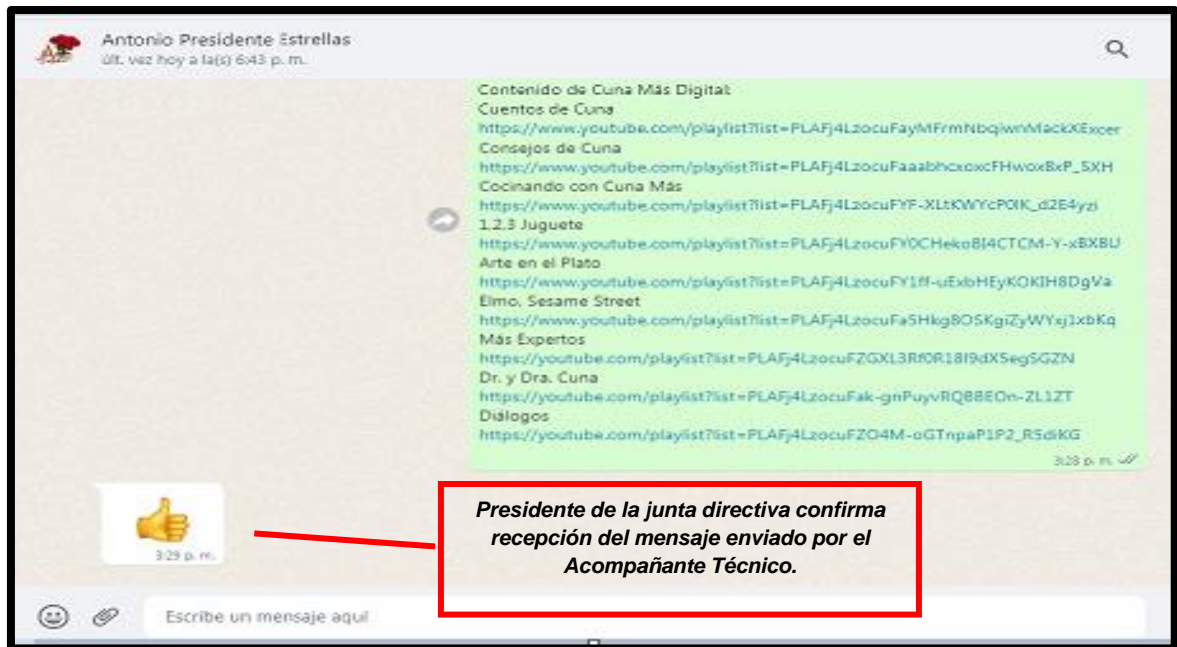 Antonio Presidente Estrellas
últ. vez hoy a la(s) 6:43 p. m.
Contenido de Cuna Más Digital:
Cuentos de Cuna
https://www.youtube.com/playlist?list=PLAFj4LzocuFayMFrmNbqiwnMackXExcer
Consejos de Cuna
https://www.youtube.com/playlist?list=PLAFj4LzocuFaaabhcxoxcFHwox8xP_SXH
Cocinando con Cuna Más
https://www.youtube.com/playlist?list=PLAFj4LzocuFYF-XLtKWYcP0IK_d2E4yzi
1,2,3 Juguete
https://www.youtube.com/playlist?list=PLAFj4LzocuFY0CHeko8I4CTCM-Y-xBXBU
Arte en el Plato
https://www.youtube.com/playlist?list=PLAFj4LzocuFY1ff-uExbHEyKOKIH8DgVa
Elmo, Sesame Street
https://www.youtube.com/playlist?list=PLAFj4LzocuFa5Hkg8OSKgiZyWYxj1xbKq
Más Expertos
https://youtube.com/playlist?list=PLAFj4LzocuFZGXL3Rf0R18I9dX5egSGZN
Dr. y Dra. Cuna
https://youtube.com/playlist?list=PLAFj4LzocuFak-gnPuyvRQBBEOn-ZL1ZT
Diálogos
https://youtube.com/playlist?list=PLAFj4LzocuFZO4M-oGTnpaP1P2_R5diKG
3:28 p. m.
3:29 p. m.
Presidente de la junta directiva confirma
recepción del mensaje enviado por el
Acompañante Técnico.
Escribe un mensaje aquí